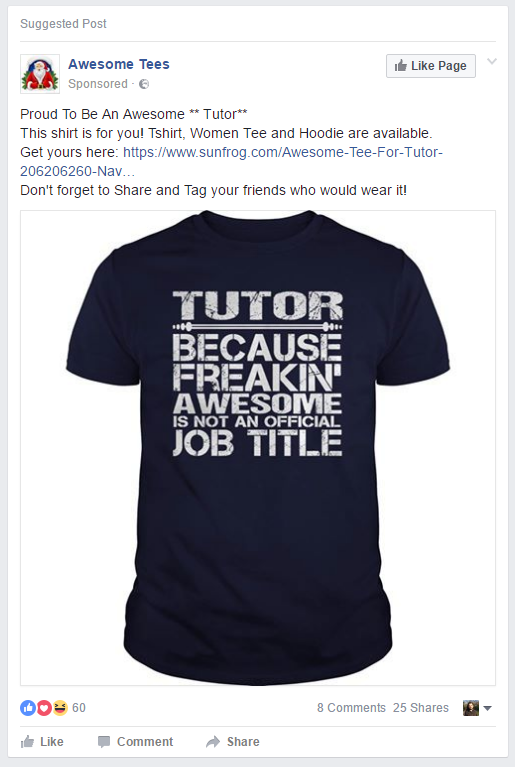 Suggested Post
Awesome Tees
Like Page
Sponsored ·
Proud To Be An Awesome ** Tutor**
This shirt is for you! Tshirt, Women Tee and Hoodie are available.
Get yours here: https://www.sunfrog.com/Awesome-Tee-For-Tutor-
206206260-Nav…
Don't forget to Share and Tag your friends who would wear it!
TUTOR
BECAUSE
FREAKIN'
AWESOME
IS NOT AN OFFICIAL
JOB TITLE
60
8 Comments 25 Shares
Like Comment Share